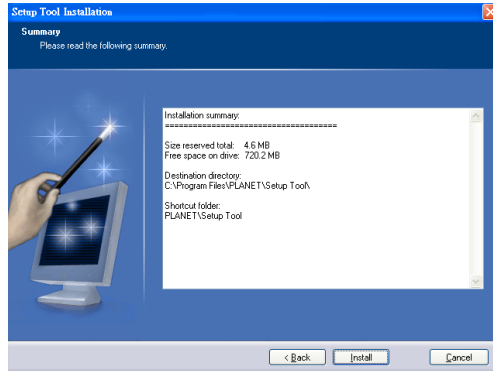 Setup Tool Installation
Summary
Please read the following summary.
Installation summary:
=====================================
Size reserved total: 4.6 MB
Free space on drive: 720.2 MB
Destination directory:
C:\Program Files\PLANET\Setup Tool\
Shortcut folder:
PLANET\Setup Tool
< Back Install Cancel